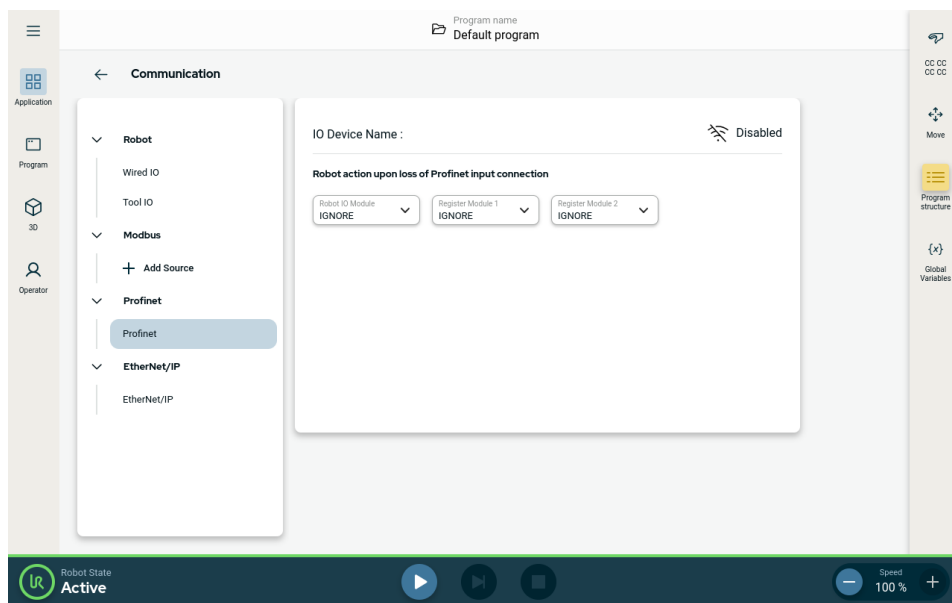 Program name
Default program
Application
Program
3D
Operator
Communication
Robot
Wired IO
Tool IO
Modbus
Add Source
Profinet
Profinet
EtherNet/IP
EtherNet/IP
IO Device Name :
Disabled
Robot action upon loss of Profinet input connection
Robot IO Module
IGNORE
Register Module 1
IGNORE
Register Module 2
IGNORE
CC CC
CC CC
Move
Program
structure
{x}
Global
Variables
UR
Robot State
Active
Speed
100 %